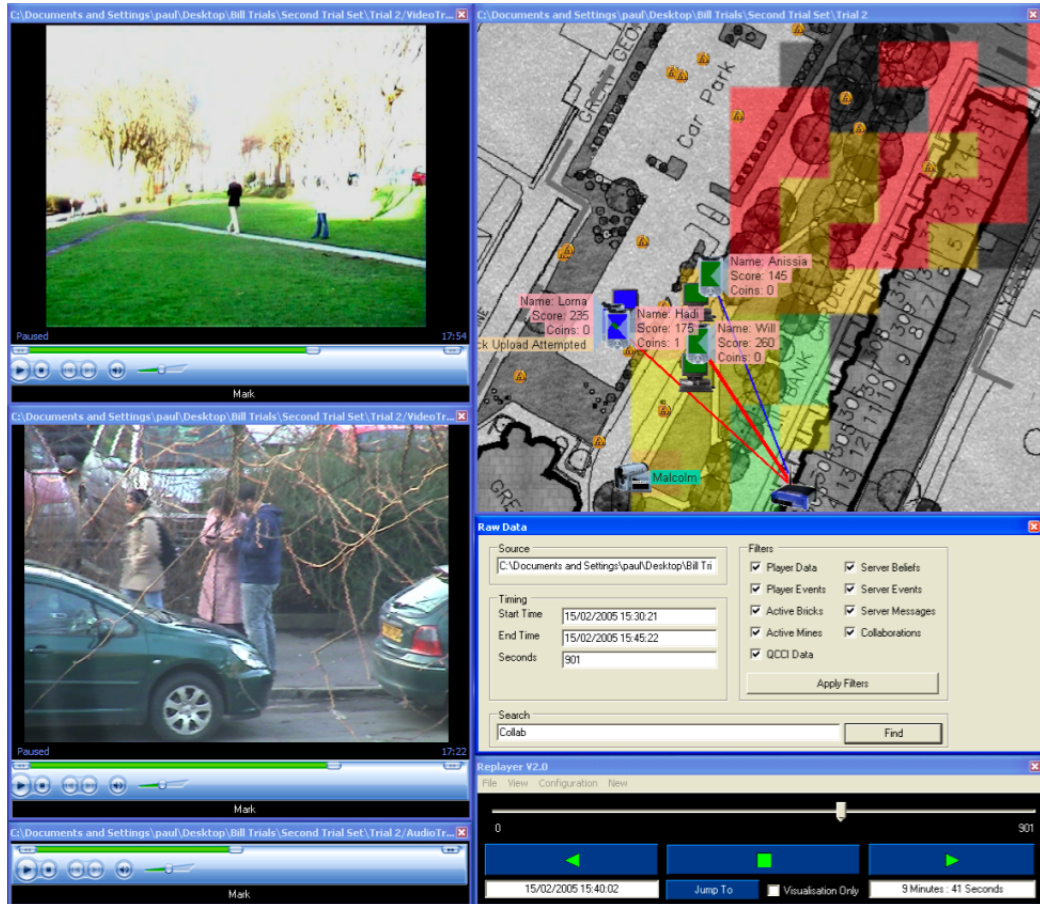 C:\Documents and Settings\paul\Desktop\Bill Trials\Second Trial Set\Trial 2/VideoTr...
Paused
17:54
Mark
C:\Documents and Settings\paul\Desktop\Bill Trials\Second Trial Set\Trial 2/VideoTr...
Paused
17:22
Mark
C:\Documents and Settings\paul\Desktop\Bill Trials\Second Trial Set\Trial 2/AudioTr...
Mark
C:\Documents and Settings\paul\Desktop\Bill Trials\Second Trial Set\Trial 2
Car Park
Name: Anissia
Score: 145
Coins: 0
Name: Lorna
Score: 235
Coins: 0
ck Upload Attempted
Name: Hadi
Score: 175
Coins: 1
Name: Will
Score: 260
Coins: 0
BANK
Malcolm
Raw Data
Source
C:\Documents and Settings\paul\Desktop\Bill Tri
Timing
Start Time
15/02/2005 15:30:21
End Time
15/02/2005 15:45:22
Seconds
901
Filters
Player Data
Server Beliefs
Player Events
Server Events
Active Bricks
Server Messages
Active Mines
Collaborations
QCCI Data
Apply Filters
Search
Collab
Find
Replayer V2.0
File View Configuration New
0
901
15/02/2005 15:40:02
Jump To
Visualisation Only
9 Minutes : 41 Seconds